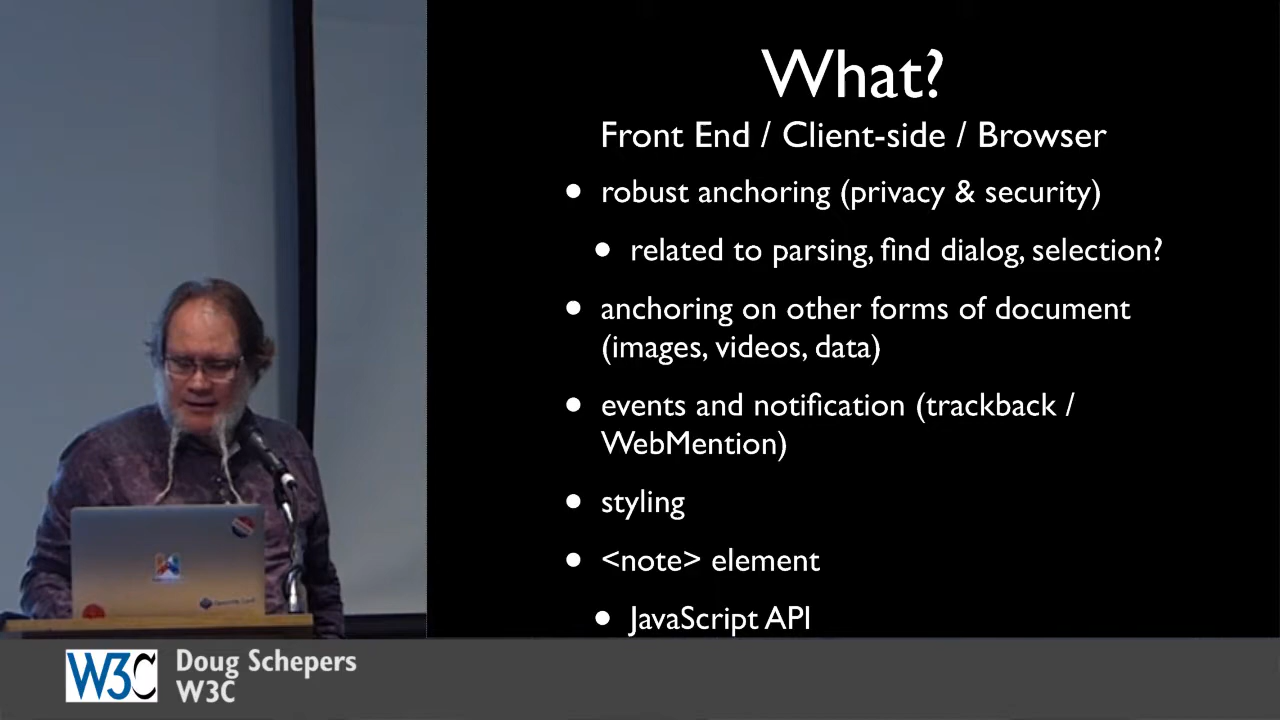 What?
Front End / Client-side / Browser
• robust anchoring (privacy & security)
• related to parsing, find dialog, selection?
• anchoring on other forms of document
(images, videos, data)
• events and notification (trackback /
WebMention)
• styling
• <note> element
• JavaScript API
W3C
Doug Schepers
W3C